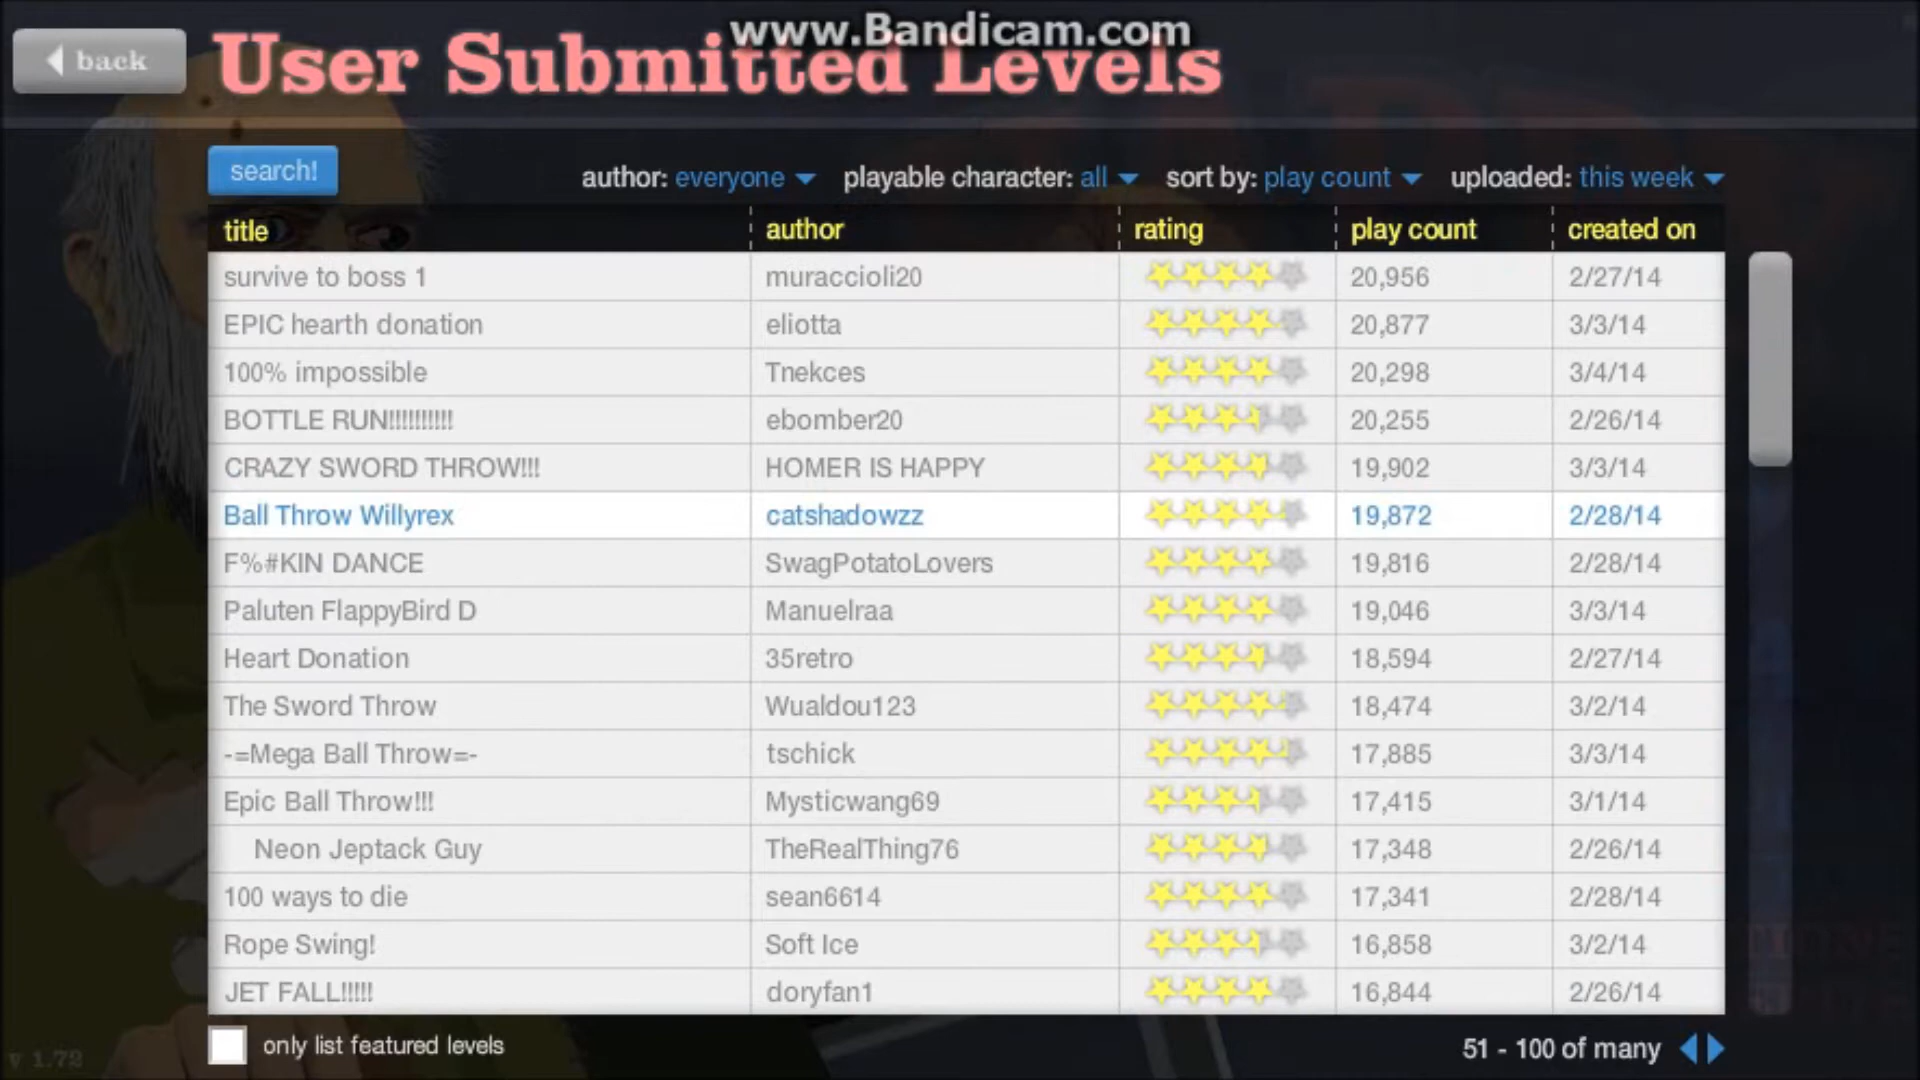 www.Bandicam.com
back
User Submitted Levels
search!
author: everyone playable character: all sort by: play count uploaded: this week
title author rating play count created on
survive to boss 1 muraccioli20 20,956 2/27/14
EPIC hearth donation eliotta 20,877 3/3/14
100% impossible Tnekces 20,298 3/4/14
BOTTLE RUN!!!!!!!!!! ebomber20 20,255 2/26/14
CRAZY SWORD THROW!!! HOMER IS HAPPY 19,902 3/3/14
Ball Throw Willyrex catshadowzz 19,872 2/28/14
F%#KIN DANCE SwagPotatoLovers 19,816 2/28/14
Paluten FlappyBird D Manuelraa 19,046 3/3/14
Heart Donation 35retro 18,594 2/27/14
The Sword Throw Wualdou123 18,474 3/2/14
-=Mega Ball Throw=- tschick 17,885 3/3/14
Epic Ball Throw!!! Mysticwang69 17,415 3/1/14
Neon Jeptack Guy TheRealThing76 17,348 2/26/14
100 ways to die sean6614 17,341 2/28/14
Rope Swing! Soft Ice 16,858 3/2/14
JET FALL!!!!! doryfan1 16,844 2/26/14
only list featured levels 51 - 100 of many
v 1.72